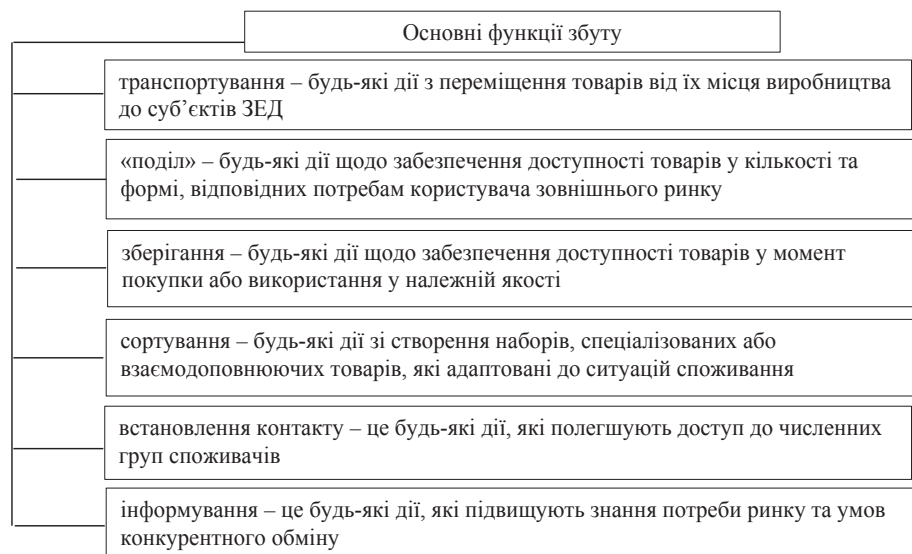 Основні функції збуту
транспортування – будь-які дії з переміщення товарів від їх місця виробництва
до суб’єктів ЗЕД
«поділ» – будь-які дії щодо забезпечення доступності товарів у кількості та
формі, відповідних потребам користувача зовнішнього ринку
зберігання – будь-які дії щодо забезпечення доступності товарів у момент
покупки або використання у належній якості
сортування – будь-які дії зі створення наборів, спеціалізованих або
взаємодоповнюючих товарів, які адаптовані до ситуацій споживання
встановлення контакту – це будь-які дії, які полегшують доступ до численних
груп споживачів
інформування – це будь-які дії, які підвищують знання потреби ринку та умов
конкурентного обміну